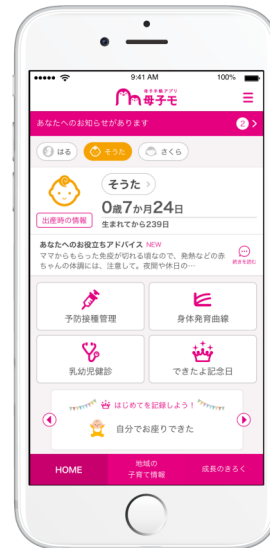 9:41 AM
100%
母子手帳アプリ
母子モ
あなたへのお知らせがあります
2
はる
そうた
さくら
そうた
0歳7か月24日
出産時の情報
生まれてから239日
あなたへのお役立ちアドバイス NEW
ママからもらった免疫が切れる頃なので、発熱などの赤
ちゃんの体調には、注意して。夜間や休日の…
続きを読む
予防接種管理
身体発育曲線
乳幼児健診
できたよ記念日
はじめてを記録しよう!
自分でお座りできた
HOME
地域の
子育て情報
成長のきろく